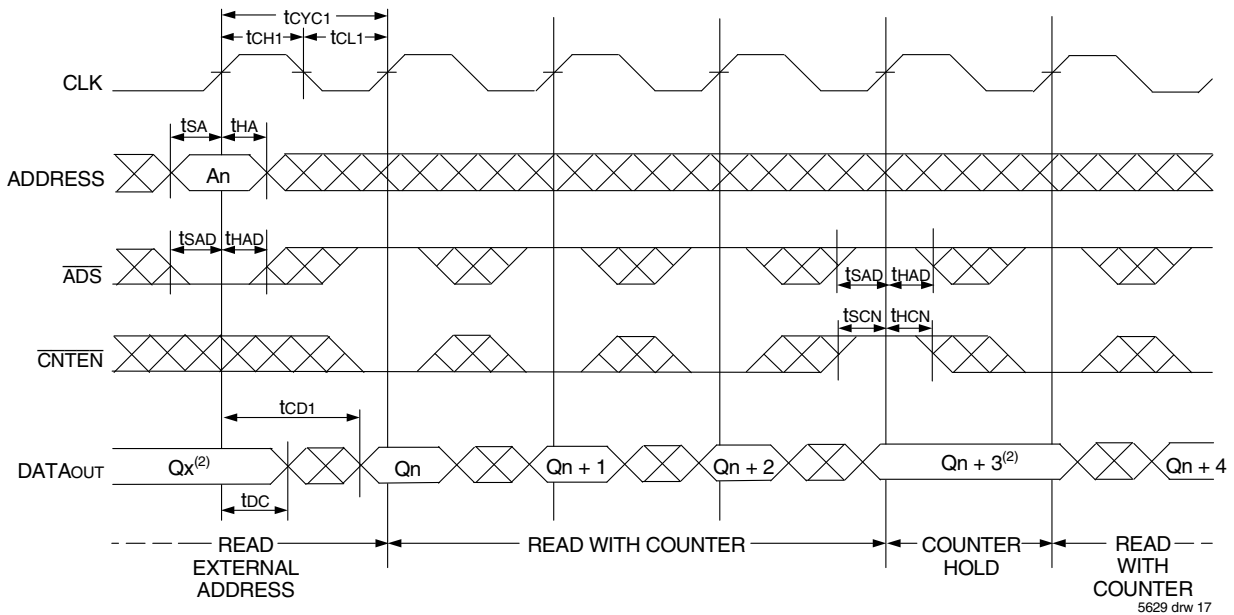 tCYC1
tCH1 tCL1
CLK
tSA tHA
ADDRESS An
tSAD tHAD
ADS
tSAD tHAD
tSCN tHCN
CNTEN
tCD1
DATAOUT Qx(2) Qn Qn + 1 Qn + 2 Qn + 3(2) Qn + 4
tDC
READ EXTERNAL ADDRESS
READ WITH COUNTER
COUNTER HOLD
READ WITH COUNTER
5629 drw 17